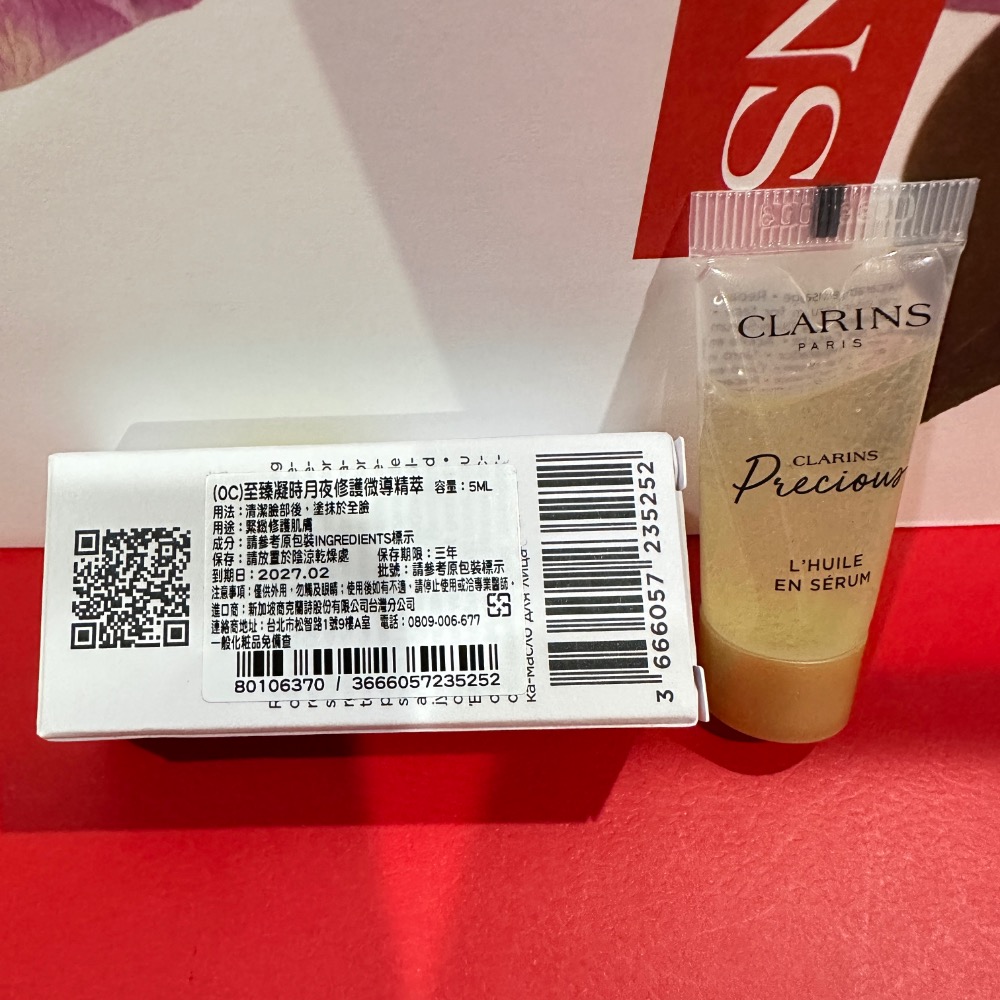 SN
CLARINS
PARIS
CLARINS
Precious
L'HUILE
EN SÉRUM
(OC)至臻凝時月夜修護微導精萃 容量：5ML
用法：清潔臉部後，塗抹於全臉
用途：緊緻修護肌膚
成分：請參考原包裝INGREDIENTS標示
保存：請放置於陰涼乾燥處 保存期限：三年
到期日：2027.02 批號：請參考原包裝標示
注意事項：僅供外用，勿觸及眼睛；使用後如有不適，請停止使用或洽專業醫師。
進口商：新加坡商克蘭詩股份有限公司台灣分公司
連絡商地址：台北市松智路1號9樓A室 電話：0809-006-677
一般化粧品免備查
80106370 / 3666057235252
ка-масло для лица
3 666057 235252